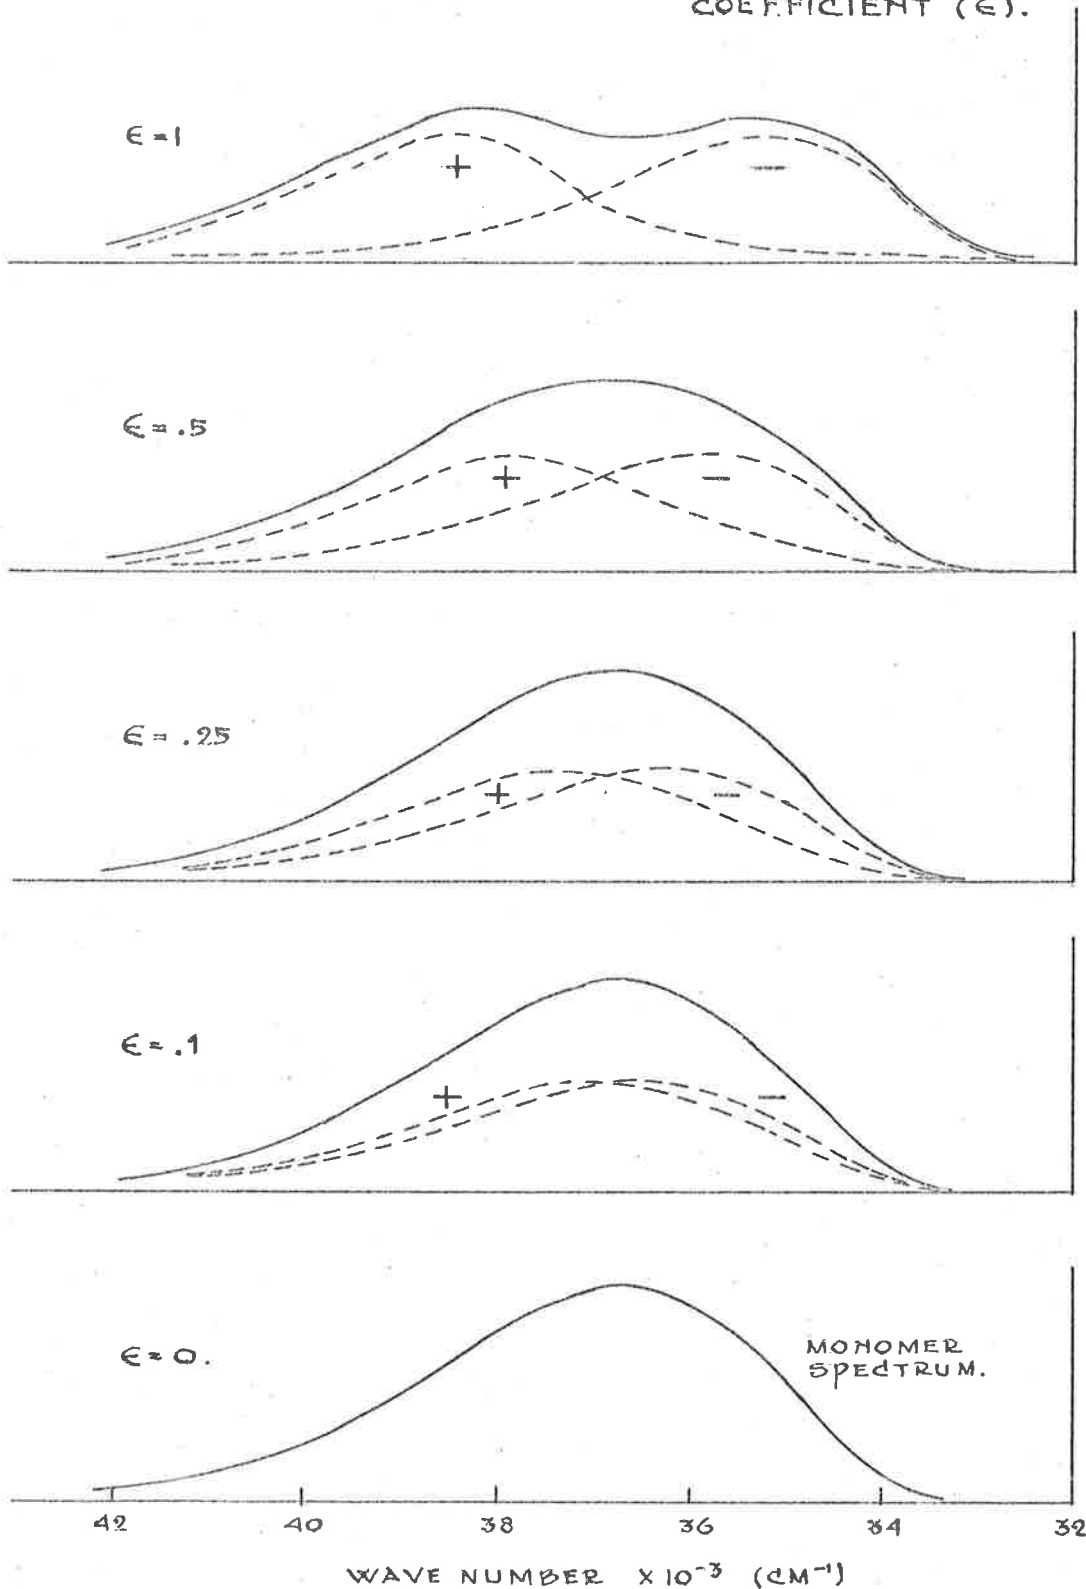 COEFFICIENT (ϵ).
ϵ = 1
+
−
ϵ = .5
+
−
ϵ = .25
+
−
ϵ = .1
+
−
ϵ = 0.
MONOMER
SPECTRUM.
42 40 38 36 34 32
WAVE NUMBER X 10⁻³ (CM⁻¹)